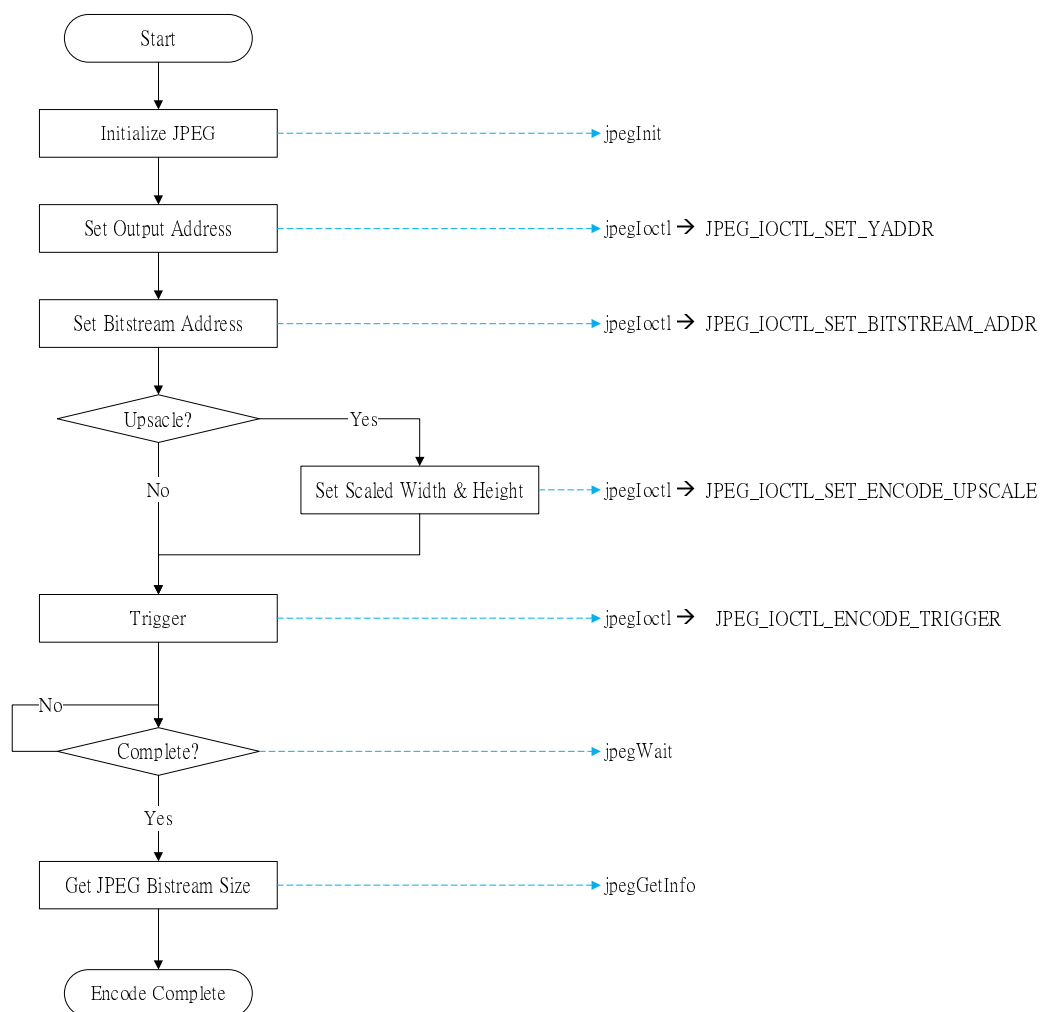 Start
Initialize JPEG
jpegInit
Set Output Address
jpegIoctl → JPEG_IOCTL_SET_YADDR
Set Bitstream Address
jpegIoctl → JPEG_IOCTL_SET_BITSTREAM_ADDR
Upsacle?
Yes
No
Set Scaled Width & Height
jpegIoctl → JPEG_IOCTL_SET_ENCODE_UPSCALE
Trigger
jpegIoctl → JPEG_IOCTL_ENCODE_TRIGGER
No
Complete?
jpegWait
Yes
Get JPEG Bistream Size
jpegGetInfo
Encode Complete